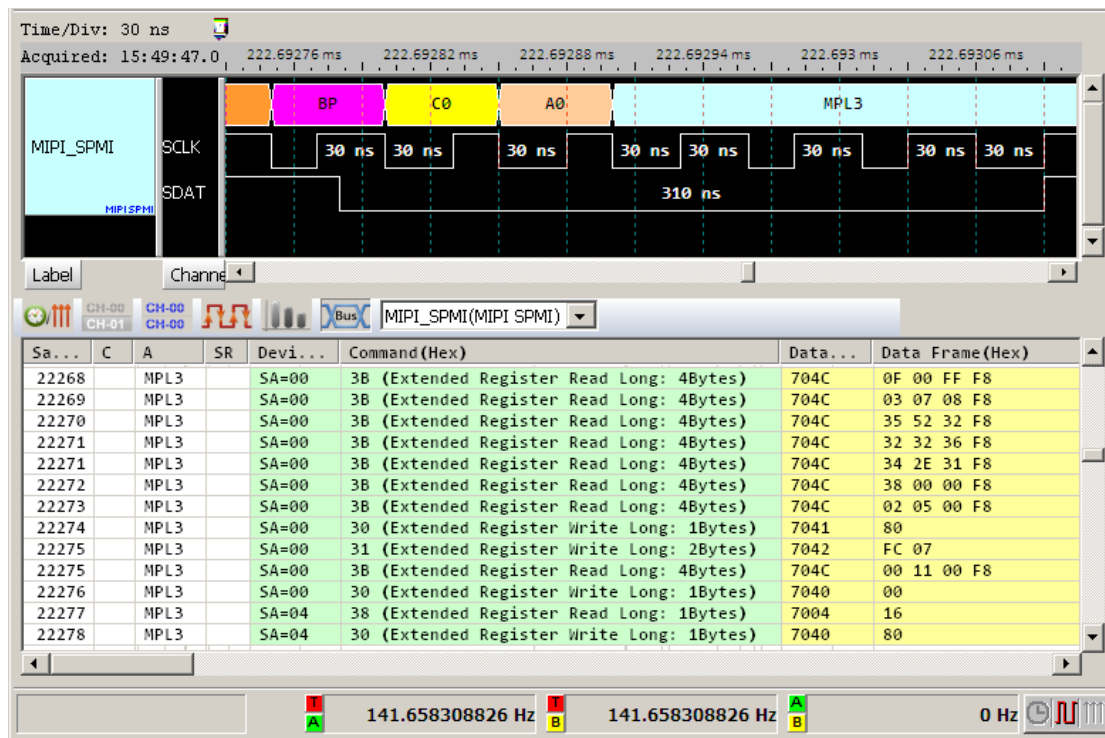 Time/Div: 30 ns
Acquired: 15:49:47.0 222.69276 ms 222.69282 ms 222.69288 ms 222.69294 ms 222.693 ms 222.69306 ms
BP C0 A0 MPL3
MIPI_SPMI SCLK 30 ns 30 ns 30 ns 30 ns 30 ns 30 ns 30 ns 30 ns
SDAT 310 ns
MIPI SPMI
Label Channe
CH-00 CH-00 Bus MIPI_SPMI(MIPI SPMI)
CH-01 CH-00
Sa... C A SR Devi... Command(Hex) Data... Data Frame(Hex)
22268 MPL3 SA=00 3B (Extended Register Read Long: 4Bytes) 704C 0F 00 FF F8
22269 MPL3 SA=00 3B (Extended Register Read Long: 4Bytes) 704C 03 07 08 F8
22270 MPL3 SA=00 3B (Extended Register Read Long: 4Bytes) 704C 35 52 32 F8
22271 MPL3 SA=00 3B (Extended Register Read Long: 4Bytes) 704C 32 32 36 F8
22271 MPL3 SA=00 3B (Extended Register Read Long: 4Bytes) 704C 34 2E 31 F8
22272 MPL3 SA=00 3B (Extended Register Read Long: 4Bytes) 704C 38 00 00 F8
22273 MPL3 SA=00 3B (Extended Register Read Long: 4Bytes) 704C 02 05 00 F8
22274 MPL3 SA=00 30 (Extended Register Write Long: 1Bytes) 7041 80
22275 MPL3 SA=00 31 (Extended Register Write Long: 2Bytes) 7042 FC 07
22275 MPL3 SA=00 3B (Extended Register Read Long: 4Bytes) 704C 00 11 00 F8
22276 MPL3 SA=00 30 (Extended Register Write Long: 1Bytes) 7040 00
22277 MPL3 SA=04 38 (Extended Register Read Long: 1Bytes) 7004 16
22278 MPL3 SA=04 30 (Extended Register Write Long: 1Bytes) 7040 80
T A 141.658308826 Hz T B 141.658308826 Hz A B 0 Hz